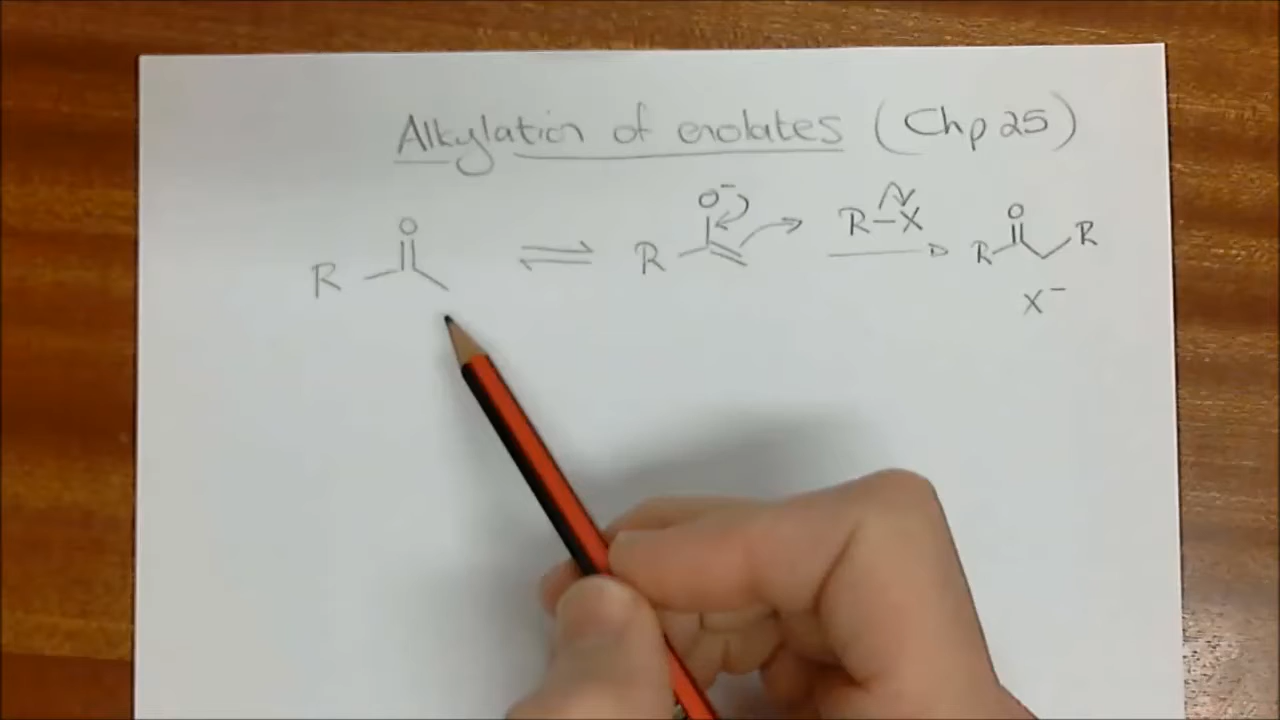 Alkylation of enolates (Chp 25)
O O⁻ R-X O
R R R R
X⁻